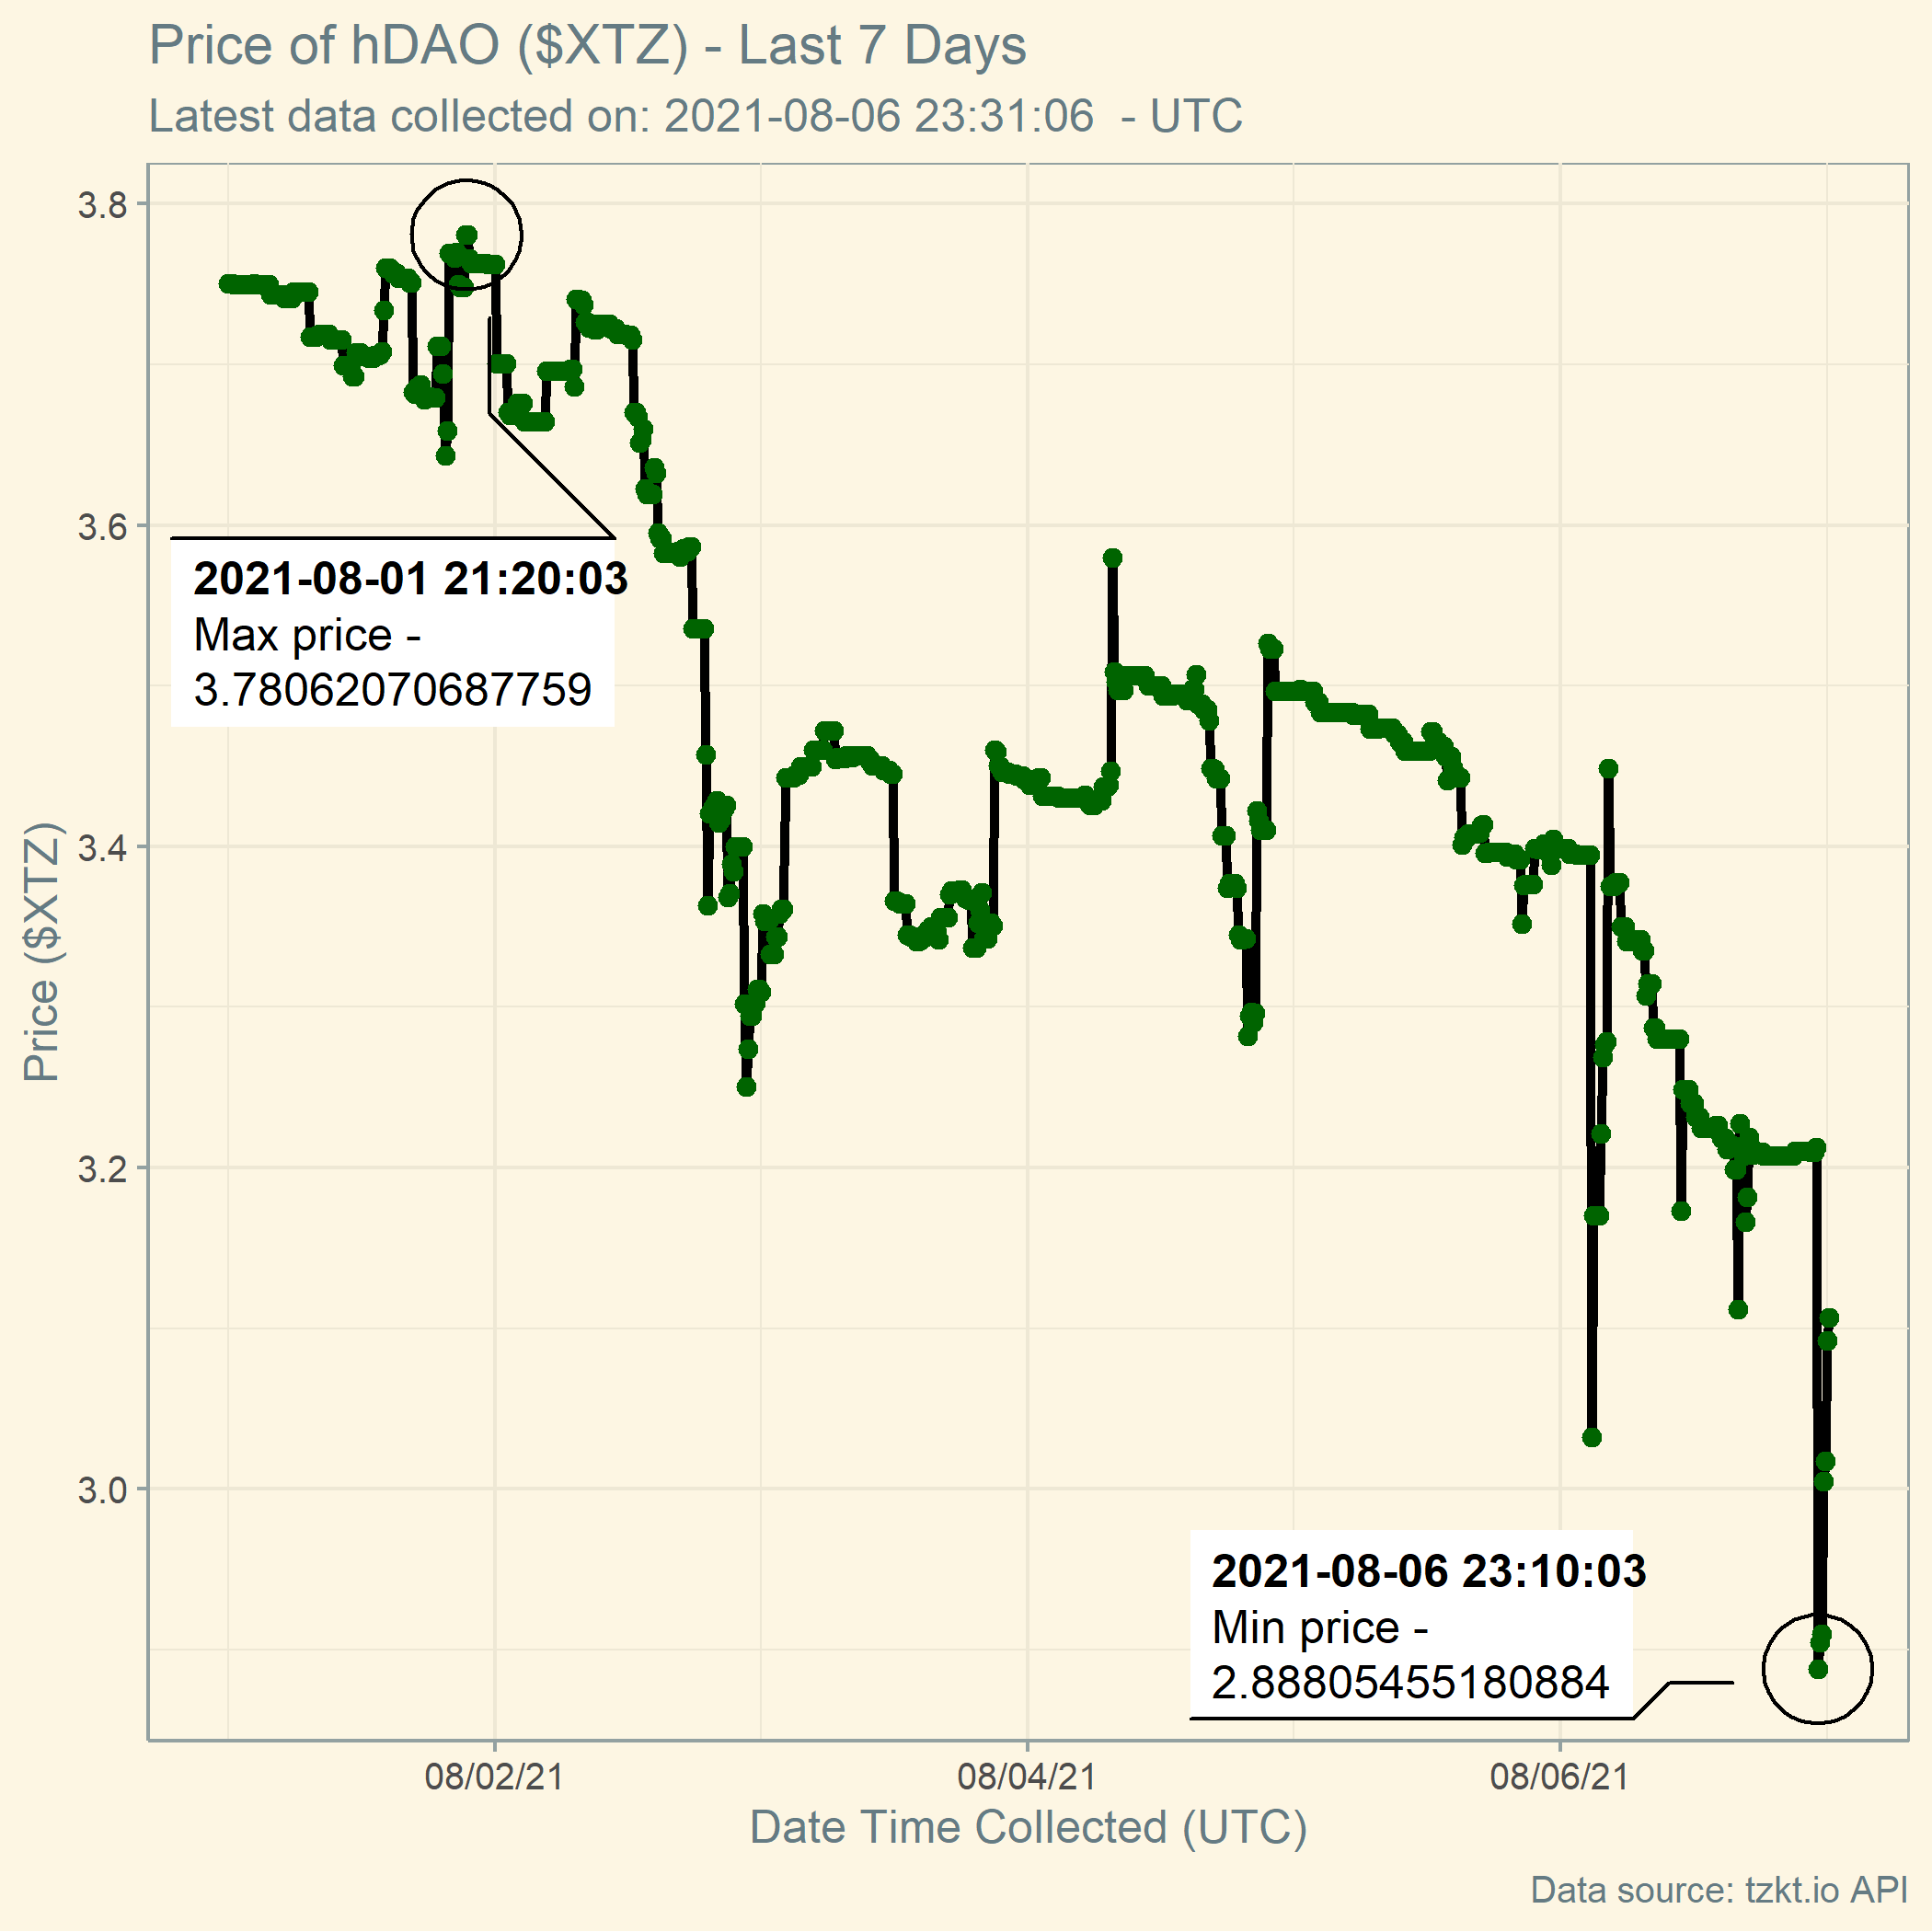 Price of hDAO ($XTZ) - Last 7 Days
Latest data collected on: 2021-08-06 23:31:06  - UTC
3.8
3.6
3.4
3.2
3.0
Price ($XTZ)
2021-08-01 21:20:03
Max price -
3.78062070687759
2021-08-06 23:10:03
Min price -
2.88805455180884
08/02/21
08/04/21
08/06/21
Date Time Collected (UTC)
Data source: tzkt.io API